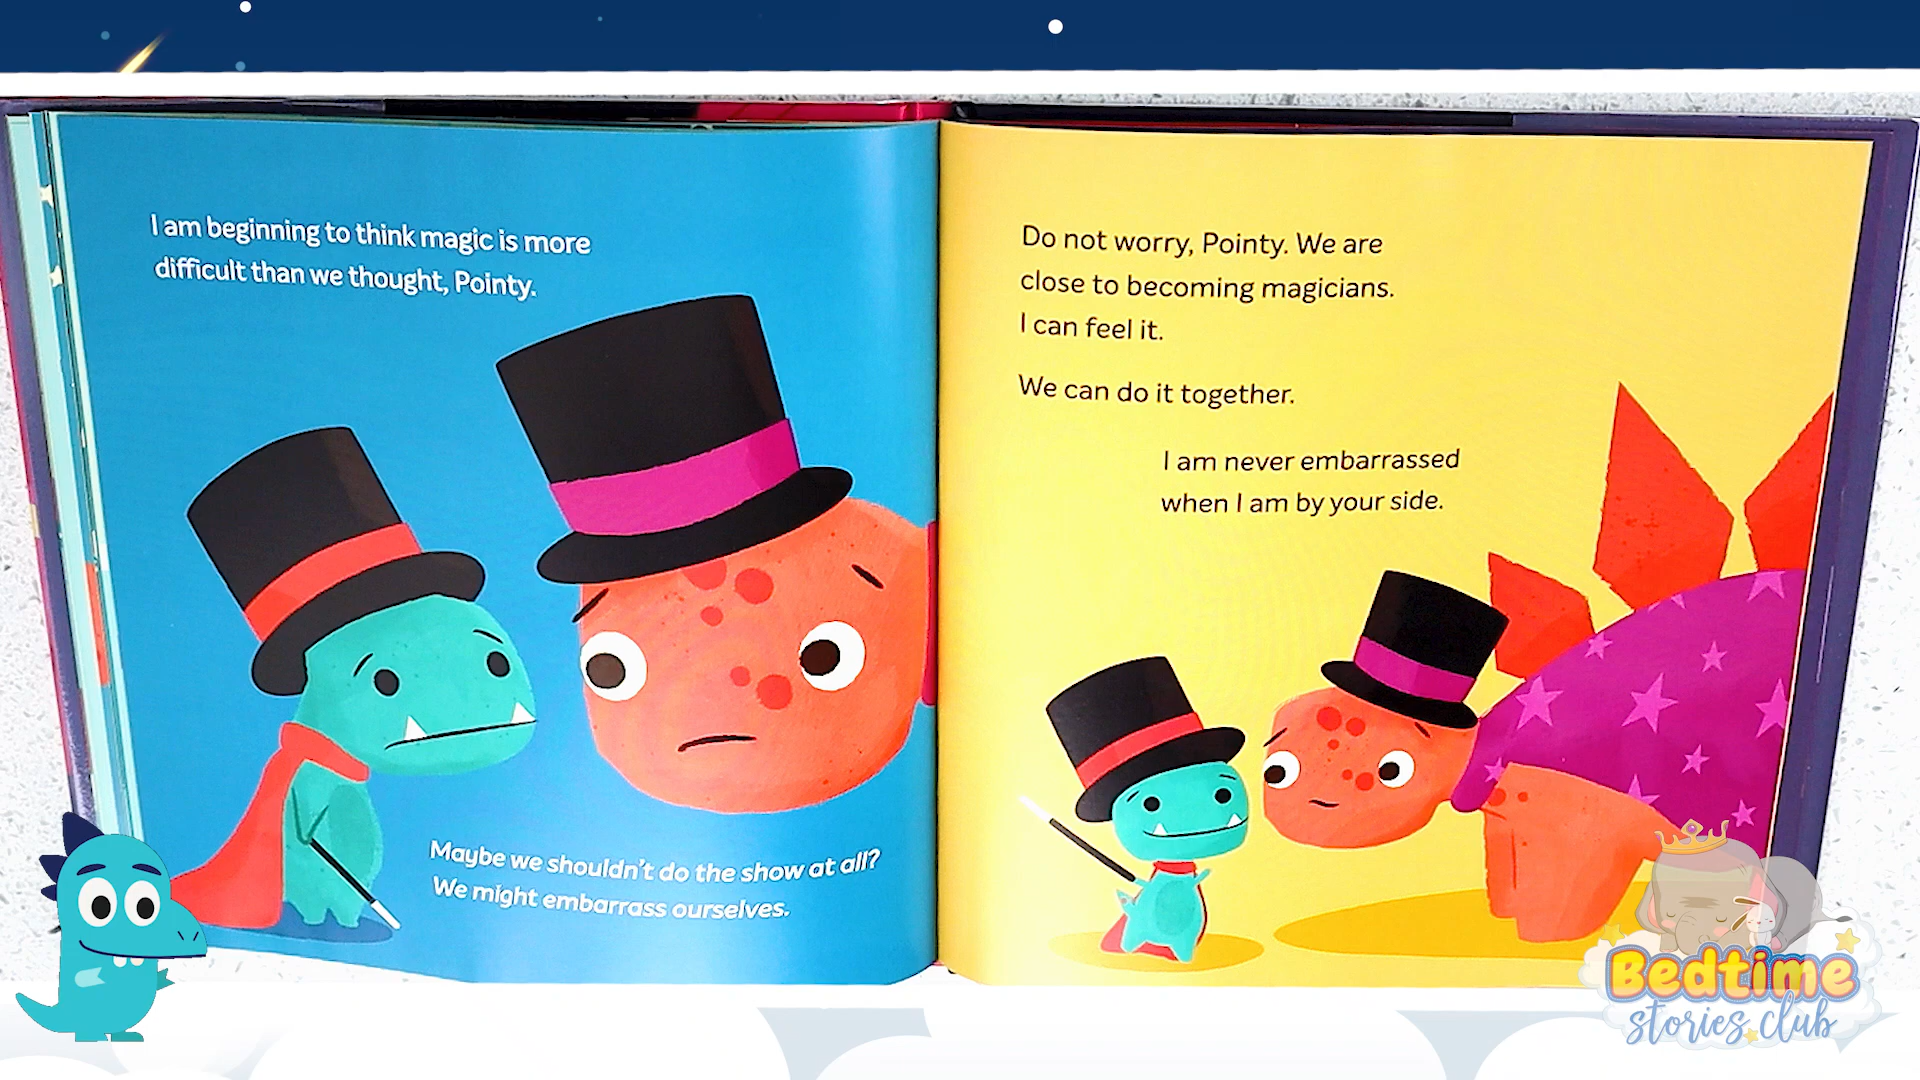 I am beginning to think magic is more
difficult than we thought, Pointy.
Maybe we shouldn't do the show at all?
We might embarrass ourselves.
Do not worry, Pointy. We are
close to becoming magicians.
I can feel it.
We can do it together.
I am never embarrassed
when I am by your side.
Bedtime
stories club